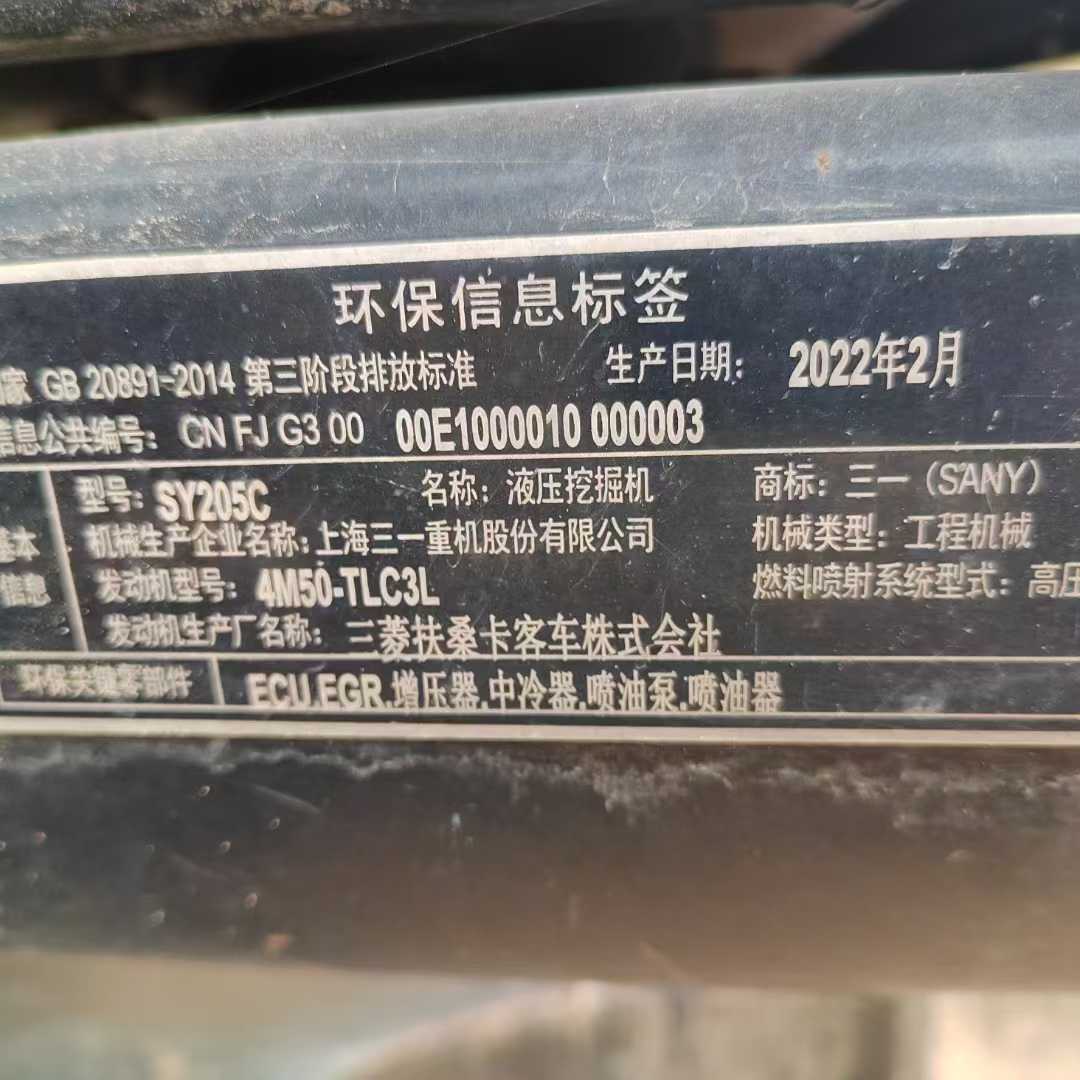 环保信息标签
家 GB 20891-2014 第三阶段排放标准 生产日期: 2022年2月
信息公共编号: CN FJ G3 00 00E1000010 000003
型号: SY205C 名称: 液压挖掘机 商标: 三一 (SANY)
基本 机械生产企业名称: 上海三一重机股份有限公司 机械类型: 工程机械
信息 发动机型号: 4M50-TLC3L 燃料喷射系统型式: 高压
发动机生产厂名称: 三菱扶桑卡客车株式会社
环保关键零部件 ECU,EGR,增压器,中冷器,喷油泵,喷油器